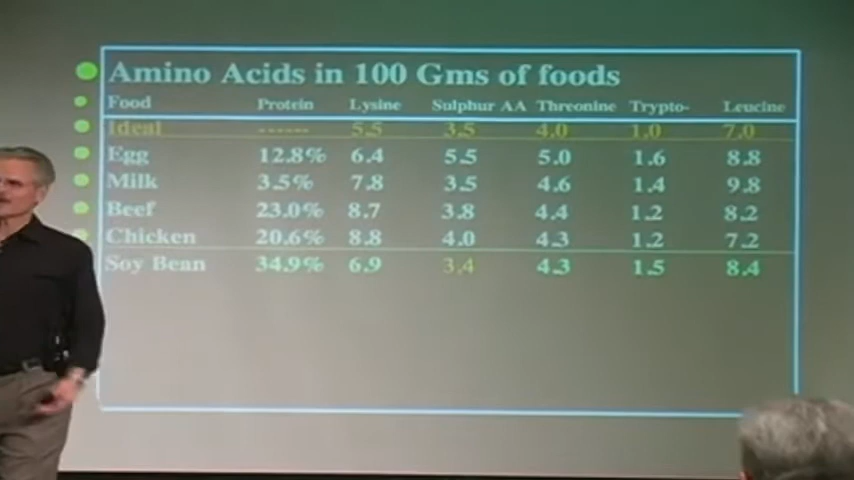 Amino Acids in 100 Gms of foods
Food Protein Lysine Sulphur AA Threonine Trypto- Leucine
Ideal ------ 5.5 3.5 4.0 1.0 7.0
Egg 12.8% 6.4 5.5 5.0 1.6 8.8
Milk 3.5% 7.8 3.5 4.6 1.4 9.8
Beef 23.0% 8.7 3.8 4.4 1.2 8.2
Chicken 20.6% 8.8 4.0 4.3 1.2 7.2
Soy Bean 34.9% 6.9 3.4 4.3 1.5 8.4